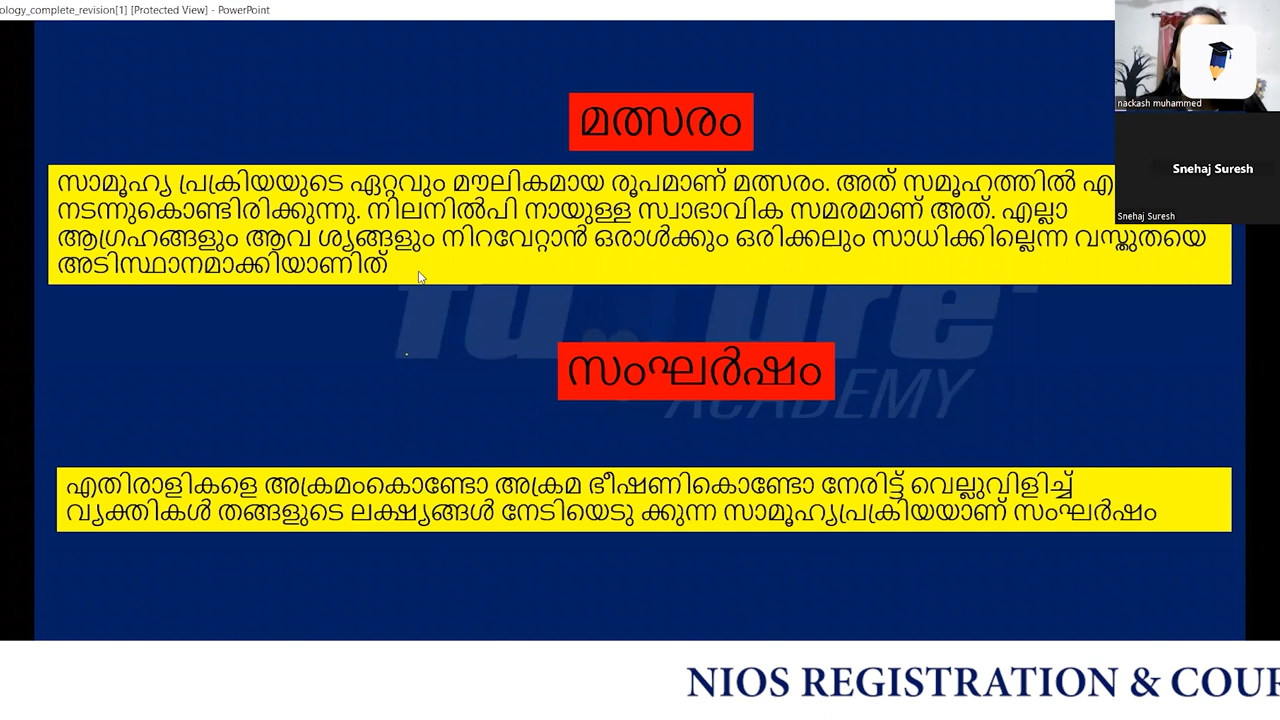 ology_complete_revision[1] [Protected View] - PowerPoint
nackash muhammed
Snehaj Suresh
Snehaj Suresh
മത്സരം
സാമൂഹ്യ പ്രക്രിയയുടെ ഏറ്റവും മൗലികമായ രൂപമാണ് മത്സരം. അത് സമൂഹത്തിൽ എ
നടന്നുകൊണ്ടിരിക്കുന്നു. നിലനിൽപി നായുള്ള സ്വാഭാവിക സമരമാണ് അത്. എല്ലാ
ആഗ്രഹങ്ങളും ആവ ശ്യങ്ങളും നിറവേറ്റാൻ ഒരാൾക്കും ഒരിക്കലും സാധിക്കില്ലെന്ന വസ്തുതയെ
അടിസ്ഥാനമാക്കിയാണിത്
future
ACADEMY
സംഘർഷം
എതിരാളികളെ അക്രമംകൊണ്ടോ അക്രമ ഭീഷണികൊണ്ടോ നേരിട്ട് വെല്ലുവിളിച്ച്
വ്യക്തികൾ തങ്ങളുടെ ലക്ഷ്യങ്ങൾ നേടിയെടു ക്കുന്ന സാമൂഹ്യപ്രക്രിയയാണ് സംഘർഷം
NIOS REGISTRATION & COUR